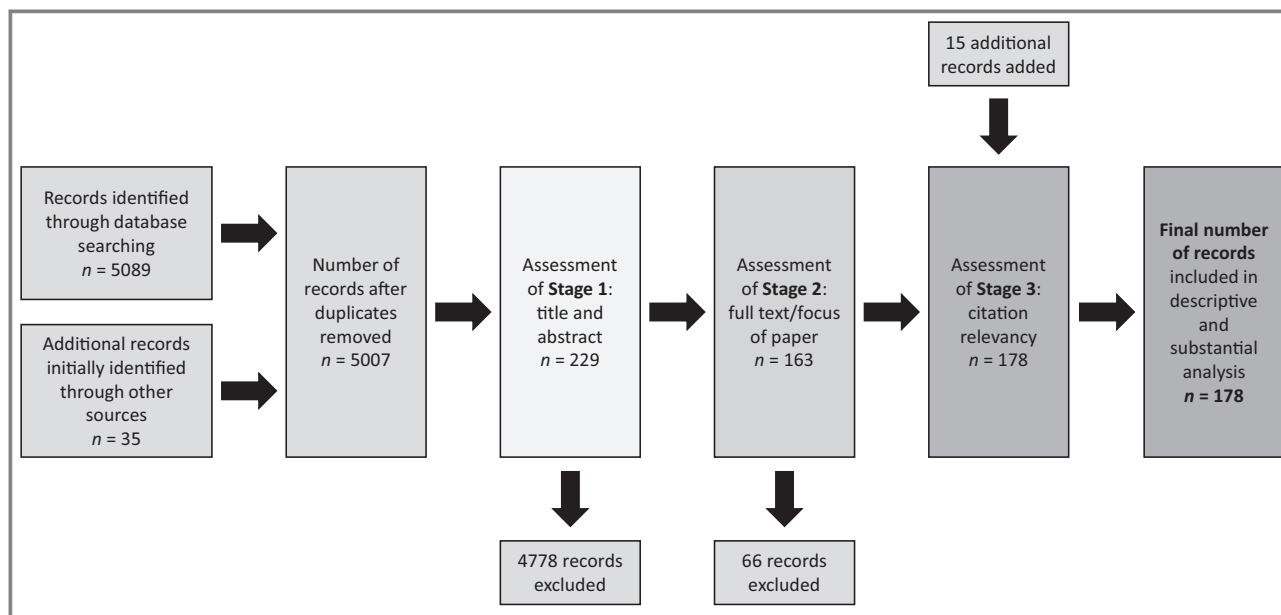 15 additional
records added
Records identified
through database
searching
n = 5089
Additional records
initially identified
through other
sources
n = 35
Number of
records after
duplicates
removed
n = 5007
Assessment
of Stage 1:
title and
abstract
n = 229
4778 records
excluded
Assessment
of Stage 2:
full text/focus
of paper
n = 163
66 records
excluded
Assessment
of Stage 3:
citation
relevancy
n = 178
Final number
of records
included in
descriptive
and
substantial
analysis
n = 178